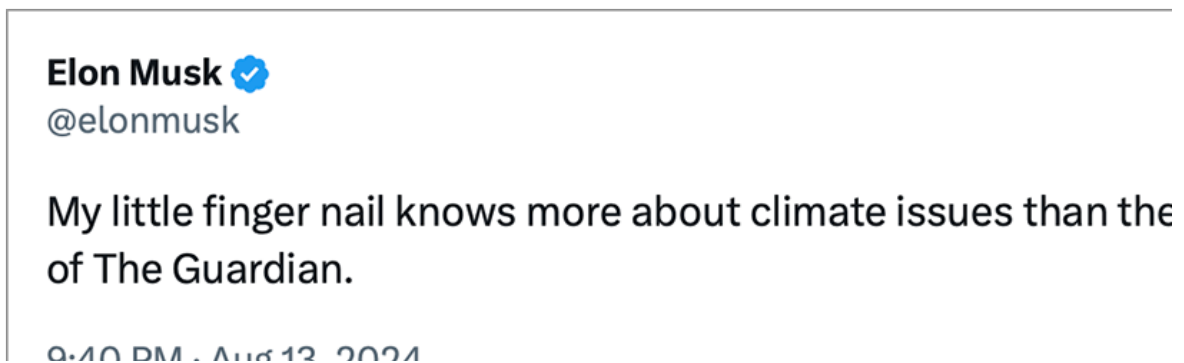 Elon Musk
@elonmusk
My little finger nail knows more about climate issues than the
of The Guardian.
9:40 PM · Aug 13, 2024